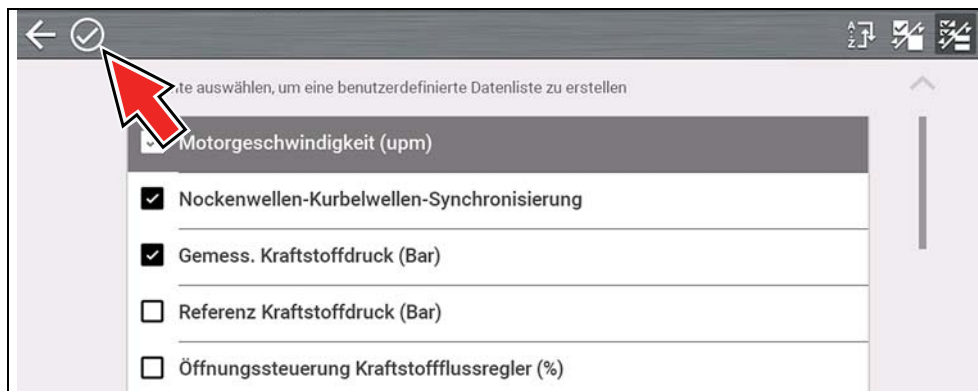 A
Z
auswählen, um eine benutzerdefinierte Datenliste zu erstellen
Motorgeschwindigkeit (upm)
Nockenwellen-Kurbelwellen-Synchronisierung
Gemess. Kraftstoffdruck (Bar)
Referenz Kraftstoffdruck (Bar)
Öffnungssteuerung Kraftstoffflussregler (%)